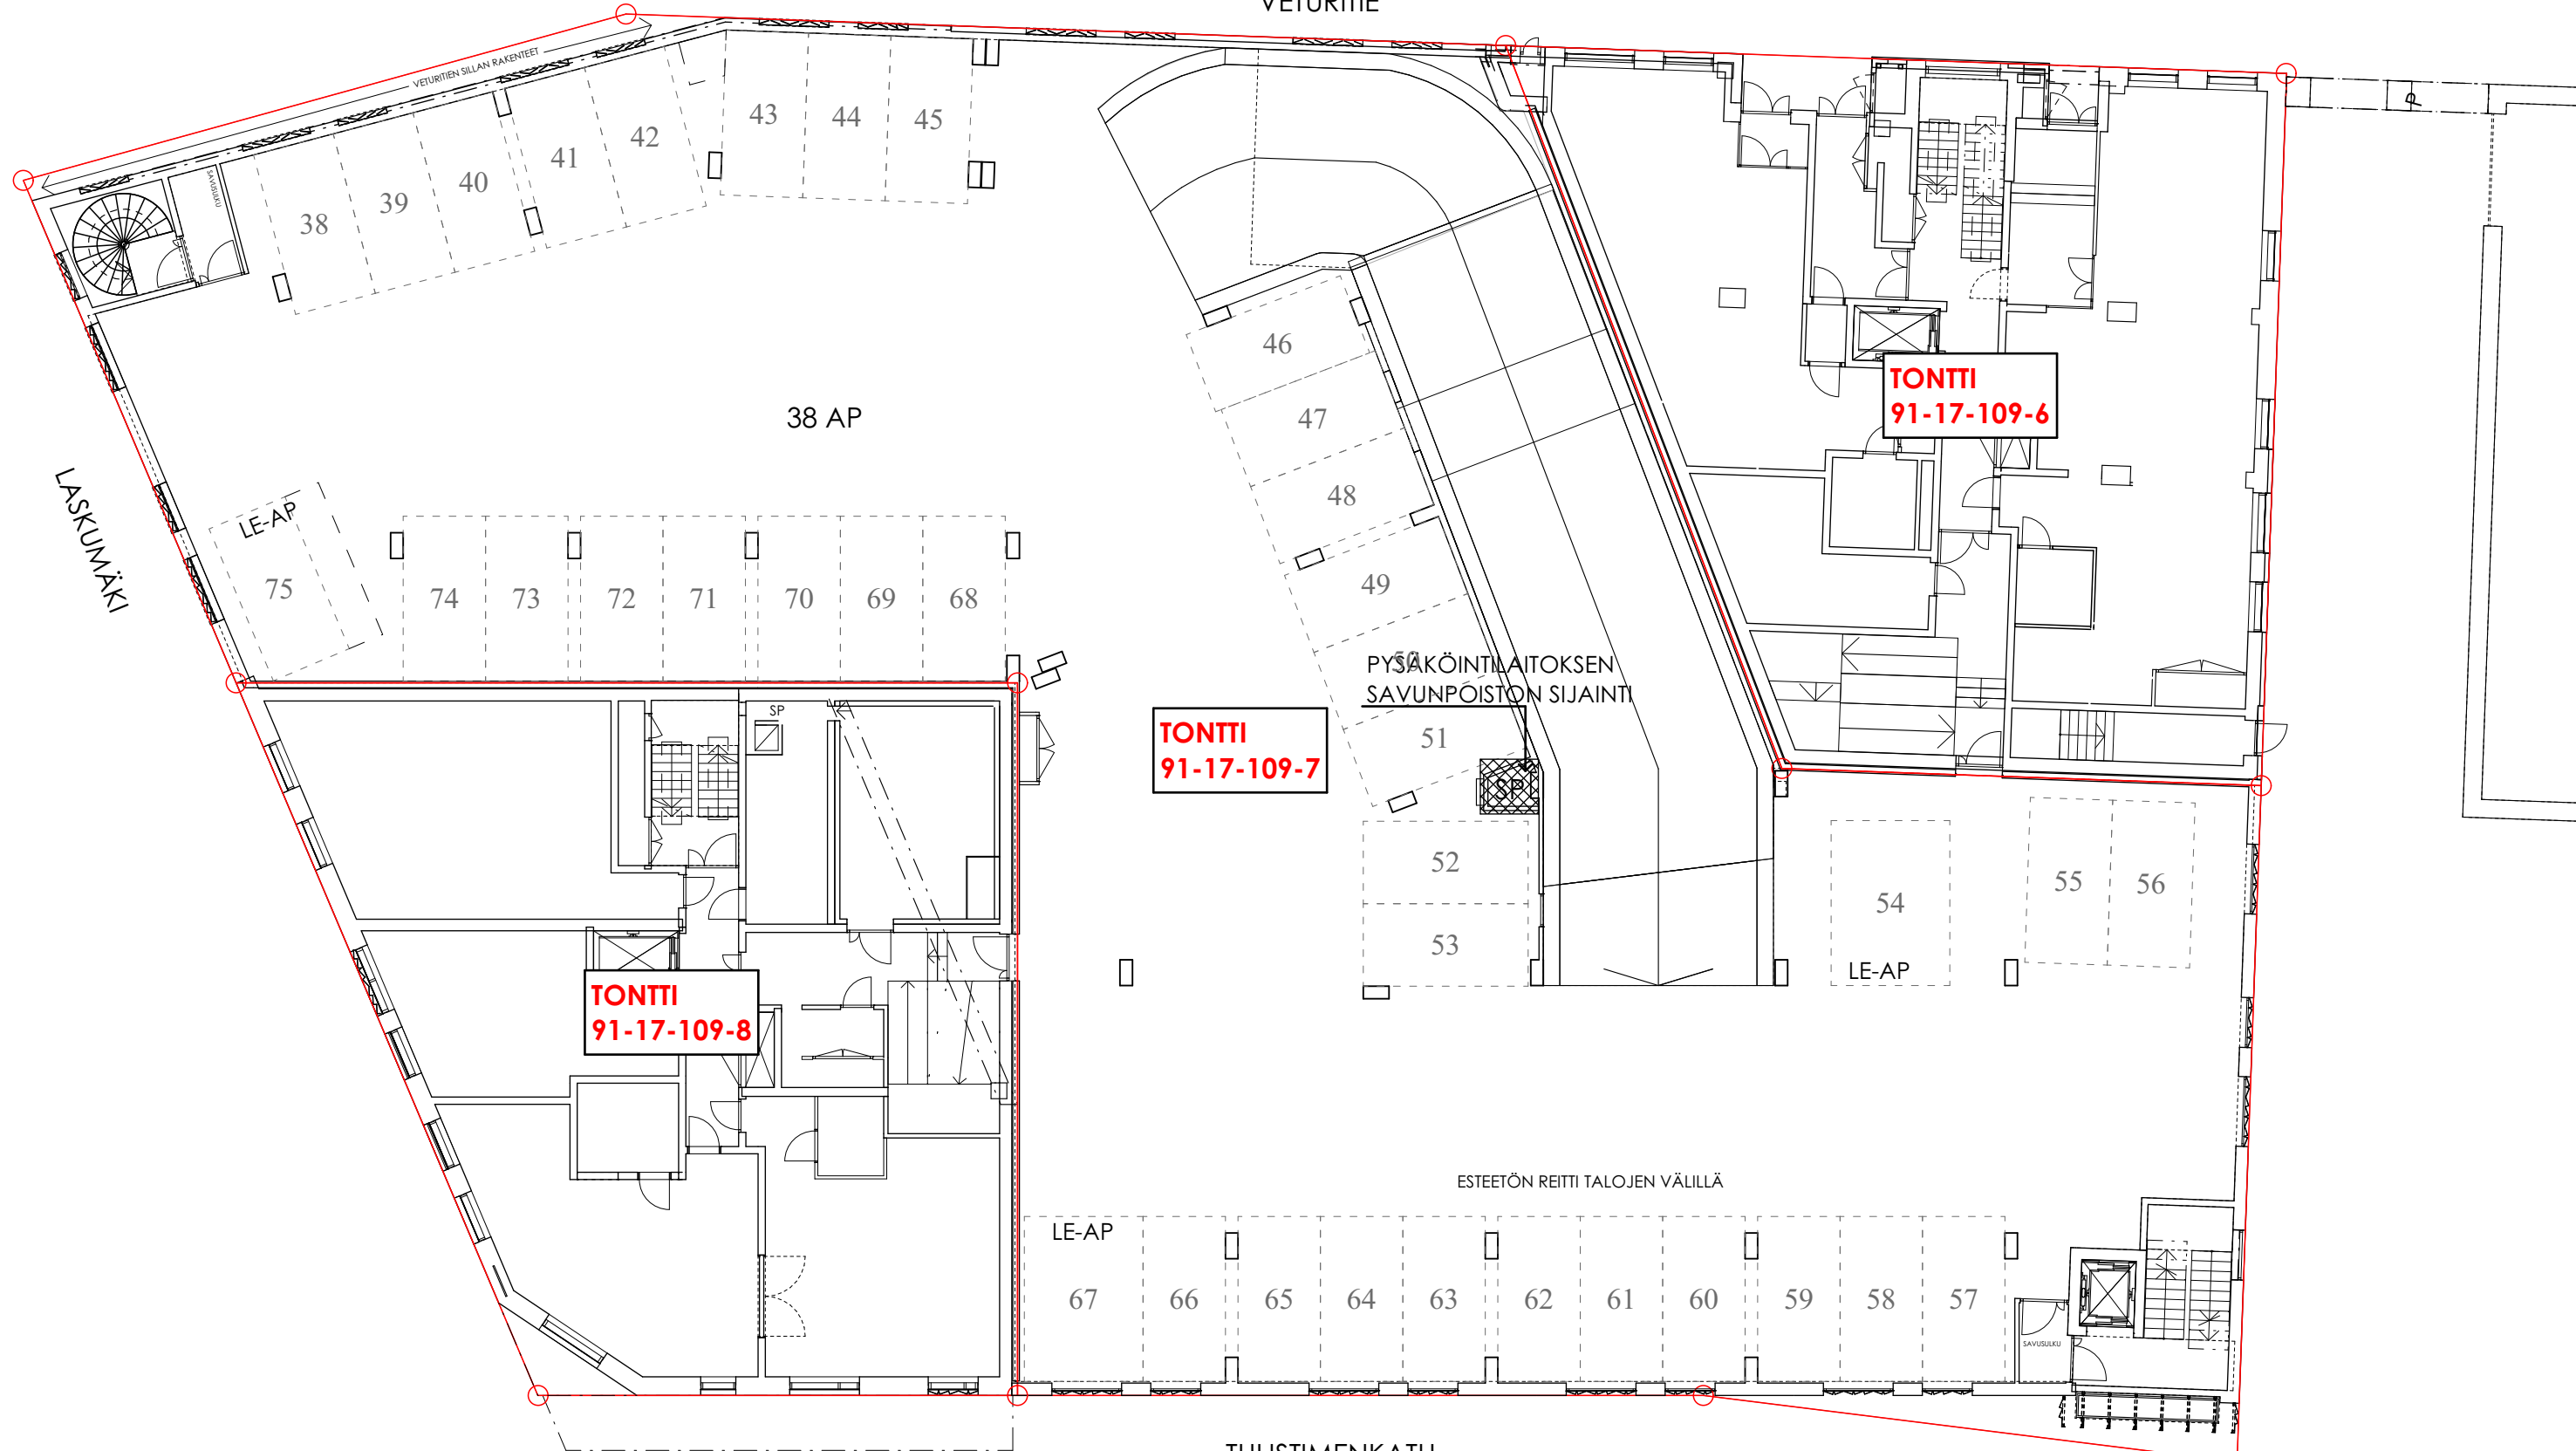 VETURITIE
VETURITIEN SILLAN RAKENTEET
P
43
44
45
42
41
40
39
38
SAVUSULKU
46
TONTTI
91-17-109-6
38 AP
47
LASKUMÄKI
48
LE-AP
75
74
73
72
71
70
69
68
49
50
PYSÄKÖINTILAITOKSEN
SAVUNPOISTON SIJAINTI
SP
TONTTI
91-17-109-7
51
SP
52
53
54
LE-AP
55
56
TONTTI
91-17-109-8
ESTEETÖN REITTI TALOJEN VÄLILLÄ
LE-AP
67
66
65
64
63
62
61
60
59
58
57
SAVUSULKU